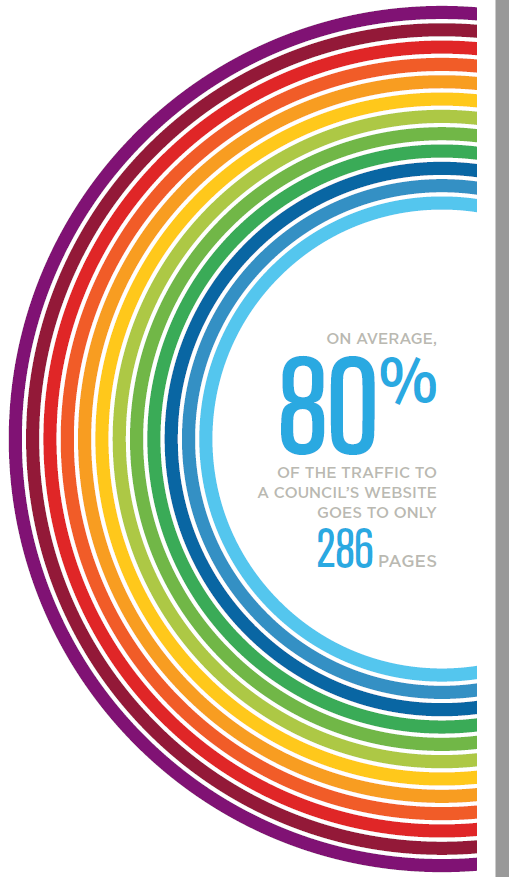 ON AVERAGE,
80%
OF THE TRAFFIC TO
A COUNCIL'S WEBSITE
GOES TO ONLY
286 PAGES